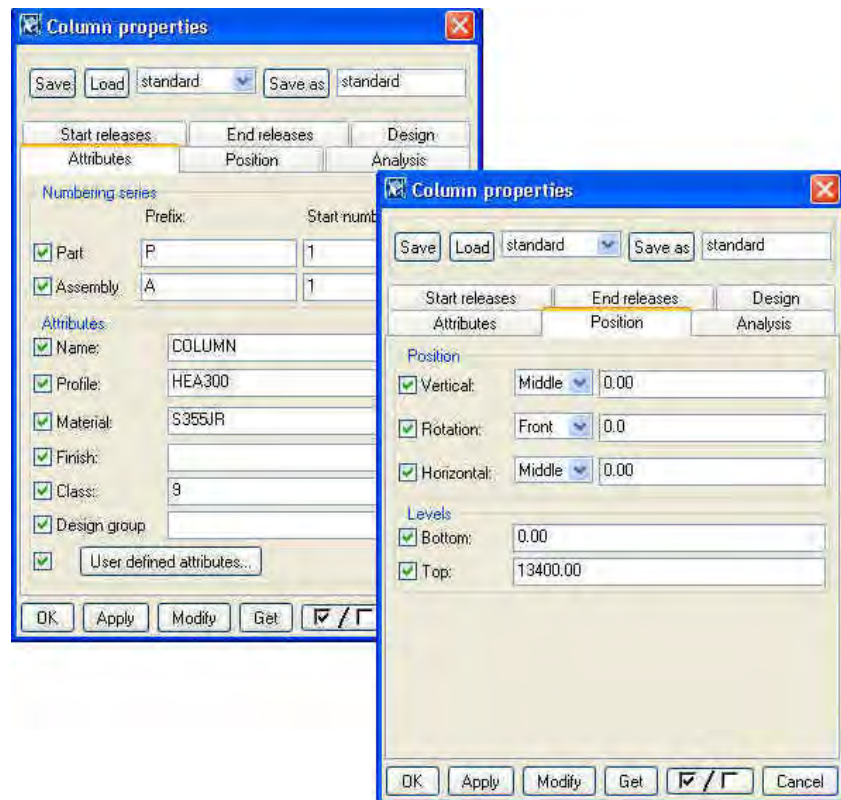 Column properties
Save Load standard Save as standard
Start releases End releases Design
Attributes Position Analysis
Numbering series
Prefix: Start numb
Part P 1
Assembly A 1
Attributes
Name: COLUMN
Profile: HEA300
Material: S355JR
Finish:
Class: 9
Design group
User defined attributes...
OK Apply Modify Get
Column properties
Save Load standard Save as standard
Start releases End releases Design
Attributes Position Analysis
Position
Vertical: Middle 0.00
Rotation: Front 0.0
Horizontal: Middle 0.00
Levels
Bottom: 0.00
Top: 13400.00
OK Apply Modify Get Cancel